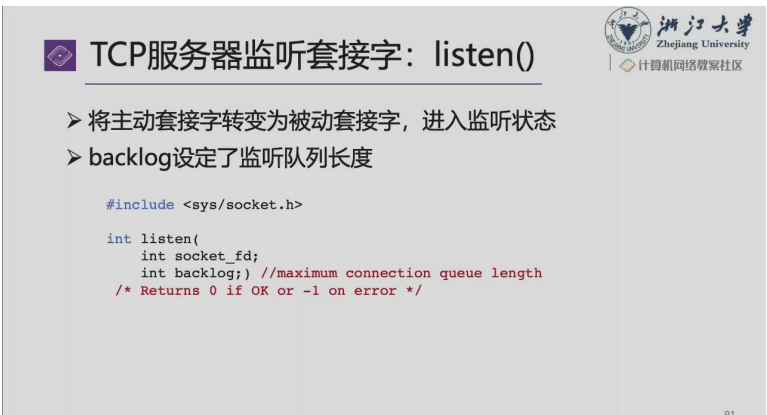 浙江大学
Zhejiang University
计算机网络教案社区
TCP服务器监听套接字：listen()
➢ 将主动套接字转变为被动套接字，进入监听状态
➢ backlog设定了监听队列长度
#include <sys/socket.h>
int listen(
int socket_fd;
int backlog;) //maximum connection queue length
/* Returns 0 if OK or -1 on error */
91